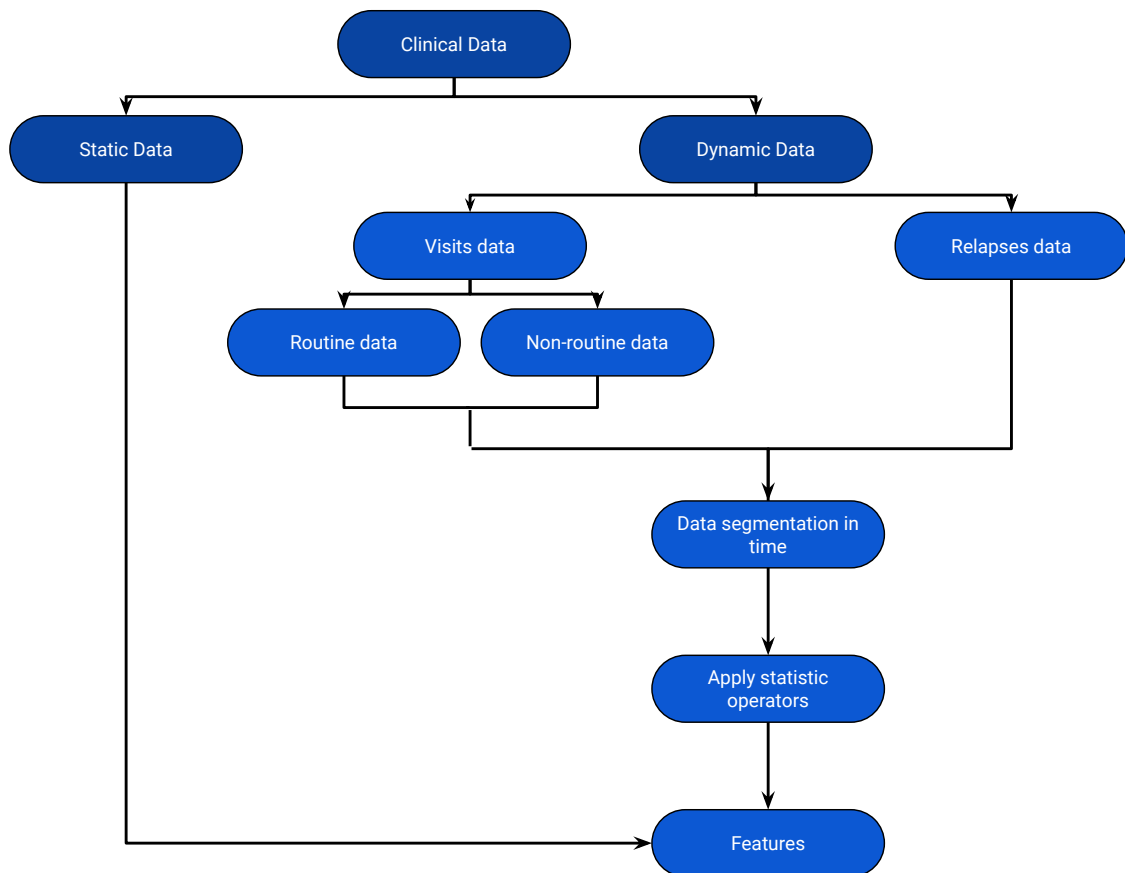 Clinical Data
Static Data
Dynamic Data
Visits data
Relapses data
Routine data
Non-routine data
Data segmentation in
time
Apply statistic
operators
Features